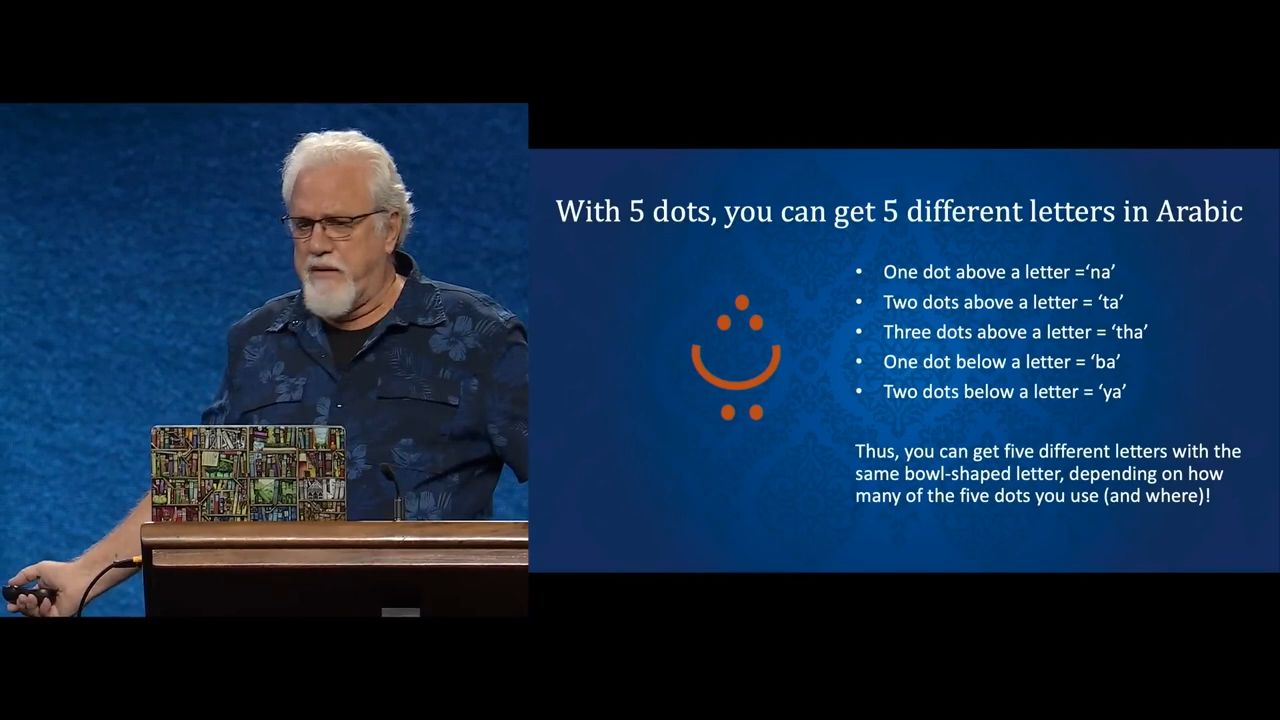 With 5 dots, you can get 5 different letters in Arabic
• One dot above a letter =‘na’
• Two dots above a letter = ‘ta’
• Three dots above a letter = ‘tha’
• One dot below a letter = ‘ba’
• Two dots below a letter = ‘ya’
Thus, you can get five different letters with the
same bowl-shaped letter, depending on how
many of the five dots you use (and where)!